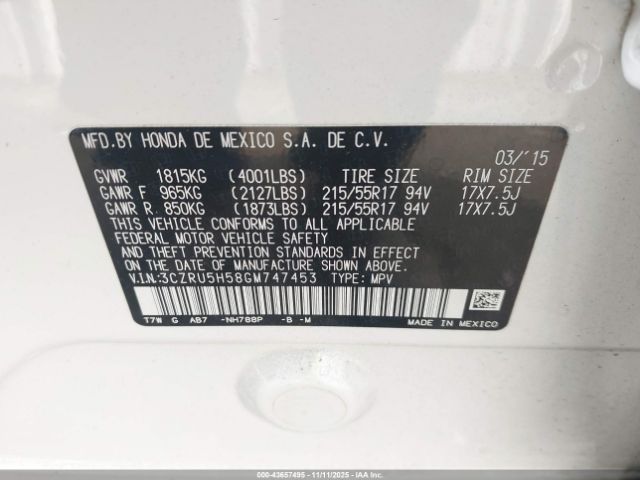 MFD.BY HONDA DE MEXICO S.A. DE C.V. 03/'15
GVWR 1815KG (4001LBS) TIRE SIZE RIM SIZE
GAWR F 965KG (2127LBS) 215/55R17 94V 17X7.5J
GAWR R 850KG (1873LBS) 215/55R17 94V 17X7.5J
THIS VEHICLE CONFORMS TO ALL APPLICABLE
FEDERAL MOTOR VEHICLE SAFETY
AND THEFT PREVENTION STANDARDS IN EFFECT
ON THE DATE OF MANUFACTURE SHOWN ABOVE.
V.I.N:3CZRU5H58GM747453 TYPE: MPV
T7W G AB7 -NH788P -B -M MADE IN MEXICO
000-43657495 - 11/11/2025 - IAAI.com